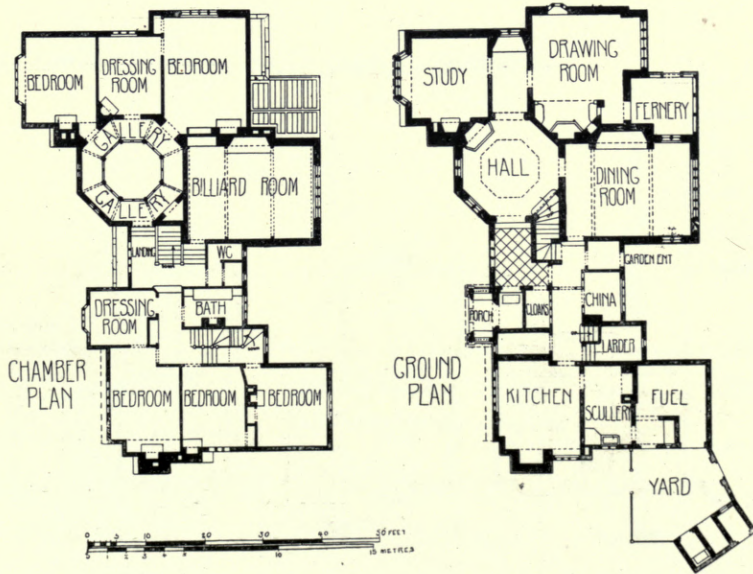 BEDROOM
DRESSING
ROOM
BEDROOM
GALLERY
GALLERY
BILLIARD ROOM
LANDING
WC
DRESSING
ROOM
BATH
CHAMBER
PLAN
BEDROOM
BEDROOM
BEDROOM
STUDY
DRAWING
ROOM
FERNERY
HALL
DINING
ROOM
GARDEN ENT
PORCH
CLOAKS
CHINA
LARDER
GROUND
PLAN
KITCHEN
SCULLERY
FUEL
YARD
0 5 10 20 30 40 50 FEET
10 15 METRES